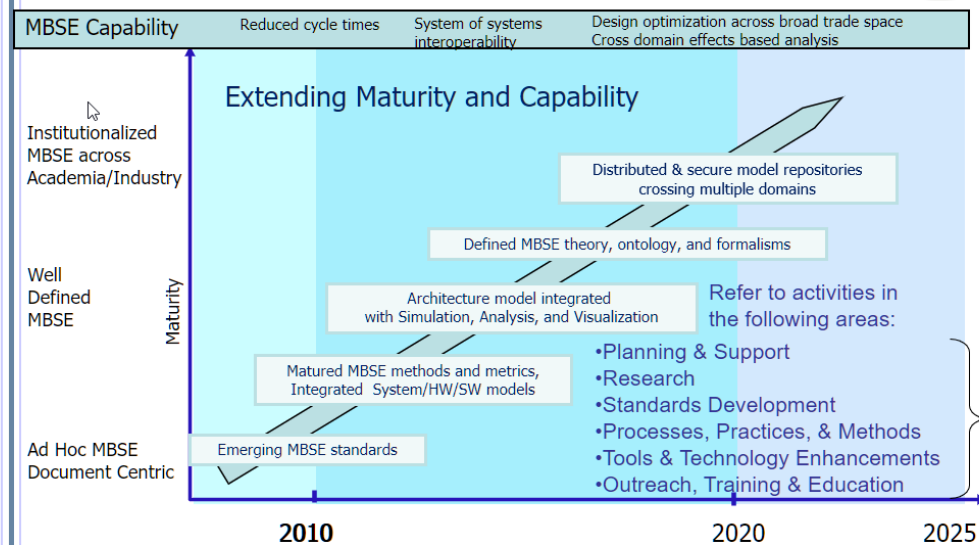 MBSE Capability
Reduced cycle times
System of systems
interoperability
Design optimization across broad trade space
Cross domain effects based analysis
Extending Maturity and Capability
Institutionalized
MBSE across
Academia/Industry
Well
Defined
MBSE
Ad Hoc MBSE
Document Centric
Maturity
Distributed & secure model repositories
crossing multiple domains
Defined MBSE theory, ontology, and formalisms
Architecture model integrated
with Simulation, Analysis, and Visualization
Matured MBSE methods and metrics,
Integrated System/HW/SW models
Emerging MBSE standards
Refer to activities in
the following areas:
•Planning & Support
•Research
•Standards Development
•Processes, Practices, & Methods
•Tools & Technology Enhancements
•Outreach, Training & Education
2010
2020
2025